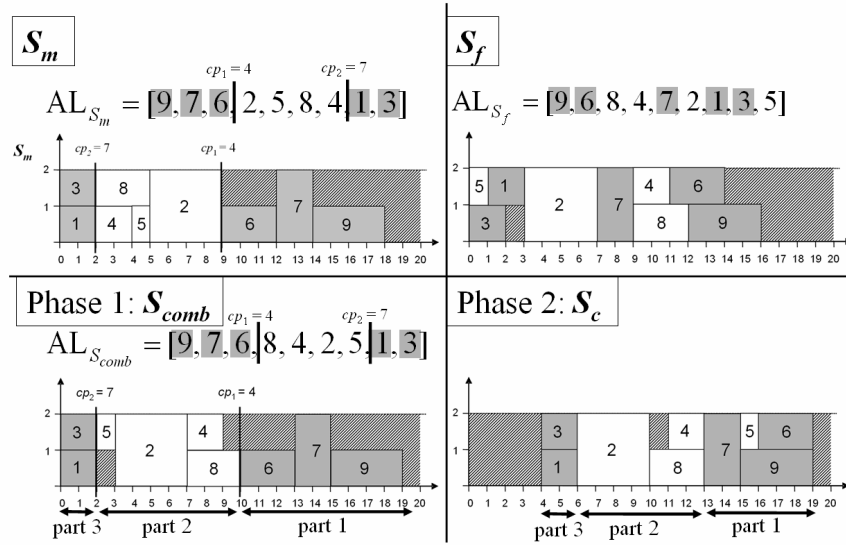 S_m
cp₁ = 4
cp₂ = 7
AL_{S_m} = [9, 7, 6, 2, 5, 8, 4, 1, 3]
S_m
cp₂ = 7
cp₁ = 4
2
3 8 7
2
1
1 4 5 6 9
0 1 2 3 4 5 6 7 8 9 10 11 12 13 14 15 16 17 18 19 20
S_f
AL_{S_f} = [9, 6, 8, 4, 7, 2, 1, 3, 5]
2
5 1 4 6
2 7
1
3 8 9
0 1 2 3 4 5 6 7 8 9 10 11 12 13 14 15 16 17 18 19 20
Phase 1: S_{comb}
cp₁ = 4
cp₂ = 7
AL_{S_{comb}} = [9, 7, 6, 8, 4, 2, 5, 1, 3]
cp₂ = 7
cp₁ = 4
2
3 5 4
2 7
1
1 8 6 9
0 1 2 3 4 5 6 7 8 9 10 11 12 13 14 15 16 17 18 19 20
part 3 part 2 part 1
Phase 2: S_c
2
3 4 5 6
2 7
1
1 8 9
0 1 2 3 4 5 6 7 8 9 10 11 12 13 14 15 16 17 18 19 20
part 3 part 2 part 1